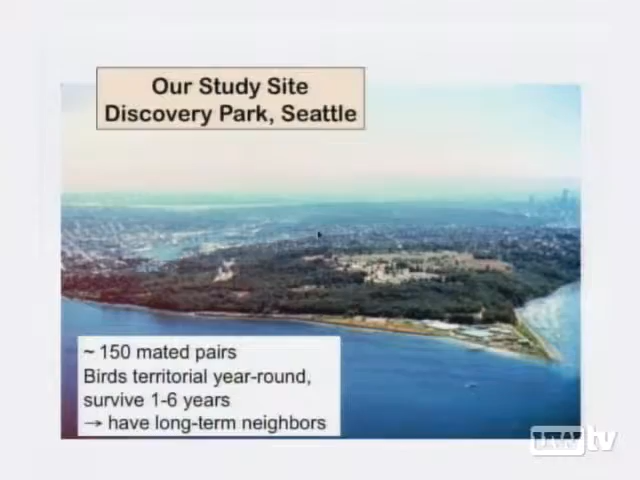 Our Study Site
Discovery Park, Seattle
~ 150 mated pairs
Birds territorial year-round,
survive 1-6 years
→ have long-term neighbors
UWtv